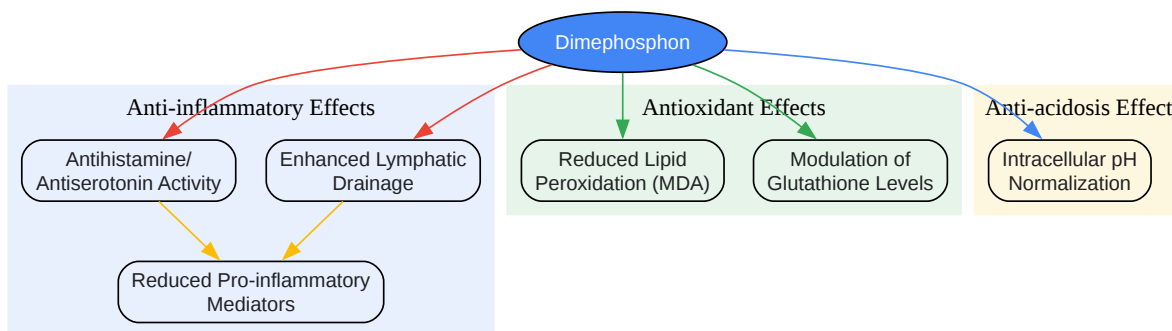 Dimephosphon
Anti-inflammatory Effects
Antihistamine/
Antiserotonin Activity
Enhanced Lymphatic
Drainage
Reduced Pro-inflammatory
Mediators
Antioxidant Effects
Reduced Lipid
Peroxidation (MDA)
Modulation of
Glutathione Levels
Anti-acidosis Effect
Intracellular pH
Normalization